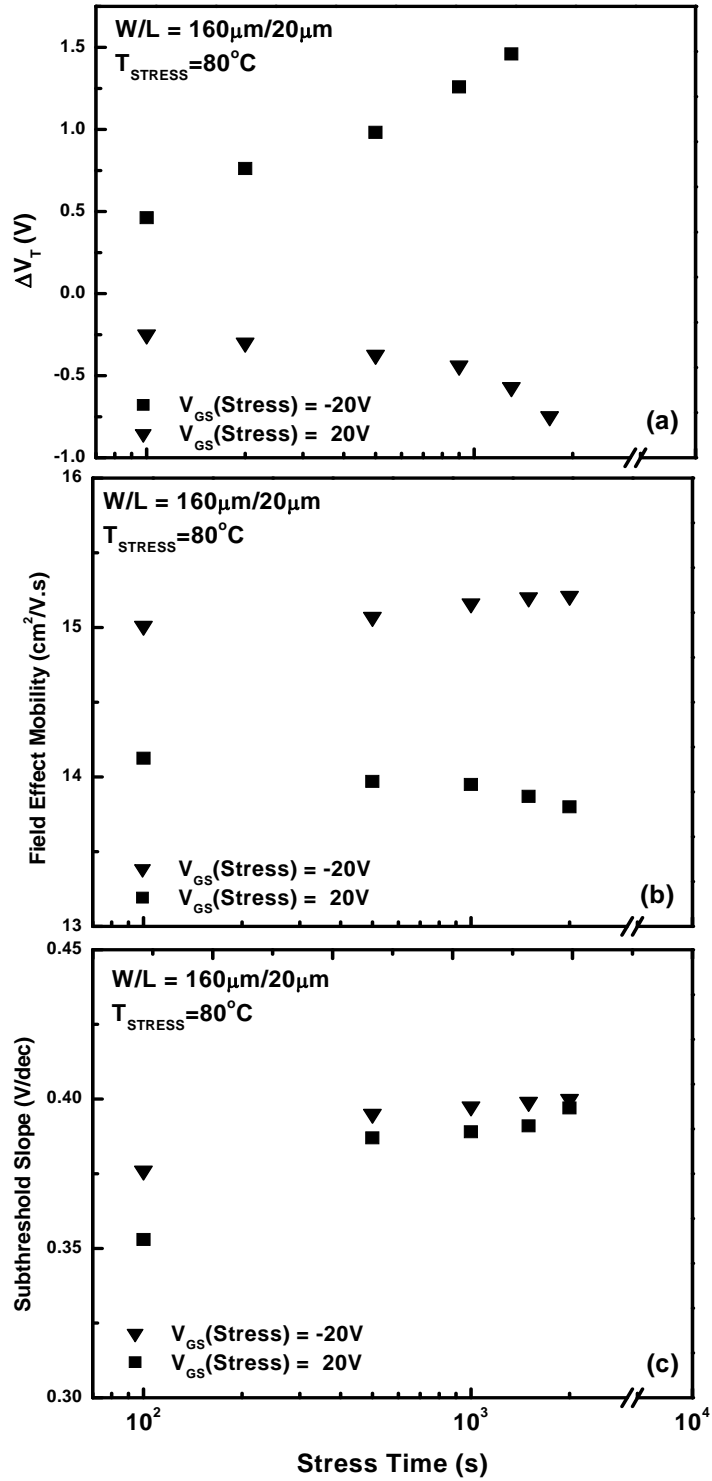 W/L = 160μm/20μm
T_STRESS=80°C
1.5
1.0
0.5
0.0
-0.5
-1.0
ΔV_T (V)
V_GS(Stress) = -20V
V_GS(Stress) = 20V
(a)
W/L = 160μm/20μm
T_STRESS=80°C
16
15
14
13
Field Effect Mobility (cm²/V.s)
V_GS(Stress) = -20V
V_GS(Stress) = 20V
(b)
W/L = 160μm/20μm
T_STRESS=80°C
0.45
0.40
0.35
0.30
Subthreshold Slope (V/dec)
V_GS(Stress) = -20V
V_GS(Stress) = 20V
(c)
10² 10³ 10⁴
Stress Time (s)